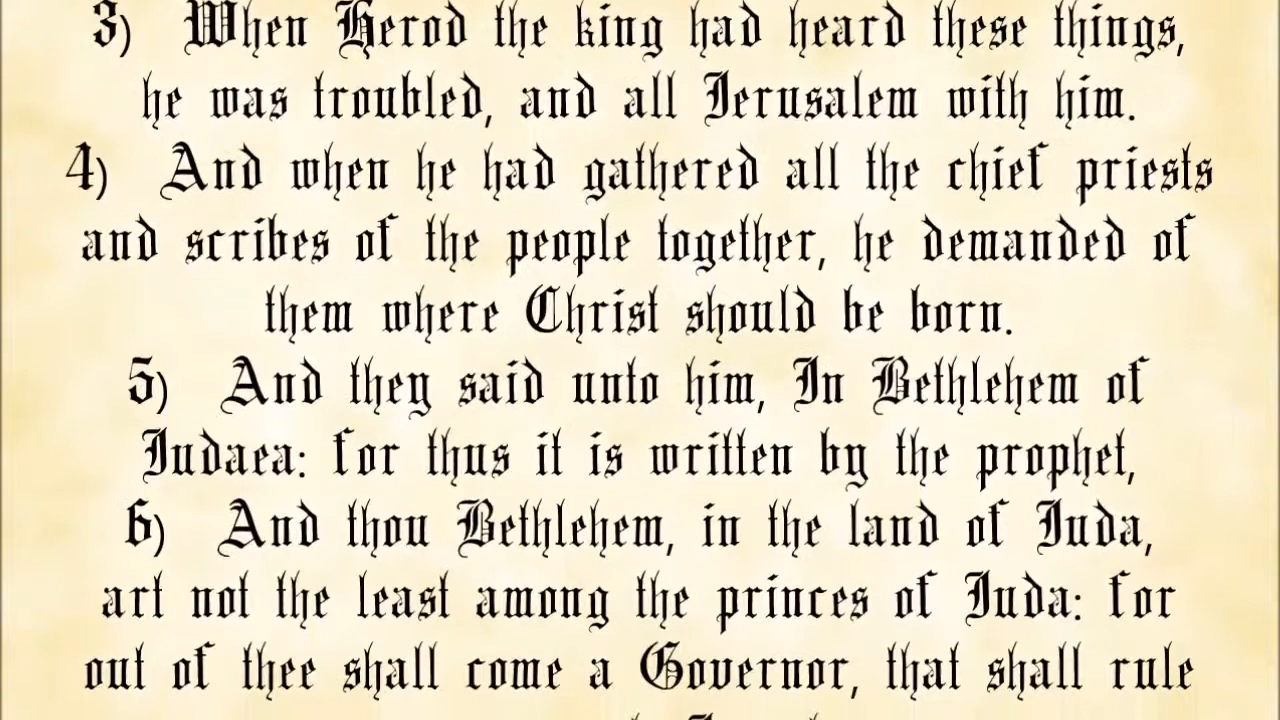 3) When Herod the king had heard these things,
he was troubled, and all Jerusalem with him.
4) And when he had gathered all the chief priests
and scribes of the people together, he demanded of
them where Christ should be born.
5) And they said unto him, In Bethlehem of
Judaea: for thus it is written by the prophet,
6) And thou Bethlehem, in the land of Juda,
art not the least among the princes of Juda: for
out of thee shall come a Governor, that shall rule